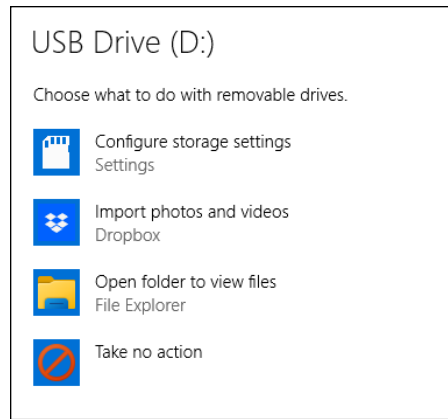 USB Drive (D:)
Choose what to do with removable drives.
Configure storage settings
Settings
Import photos and videos
Dropbox
Open folder to view files
File Explorer
Take no action